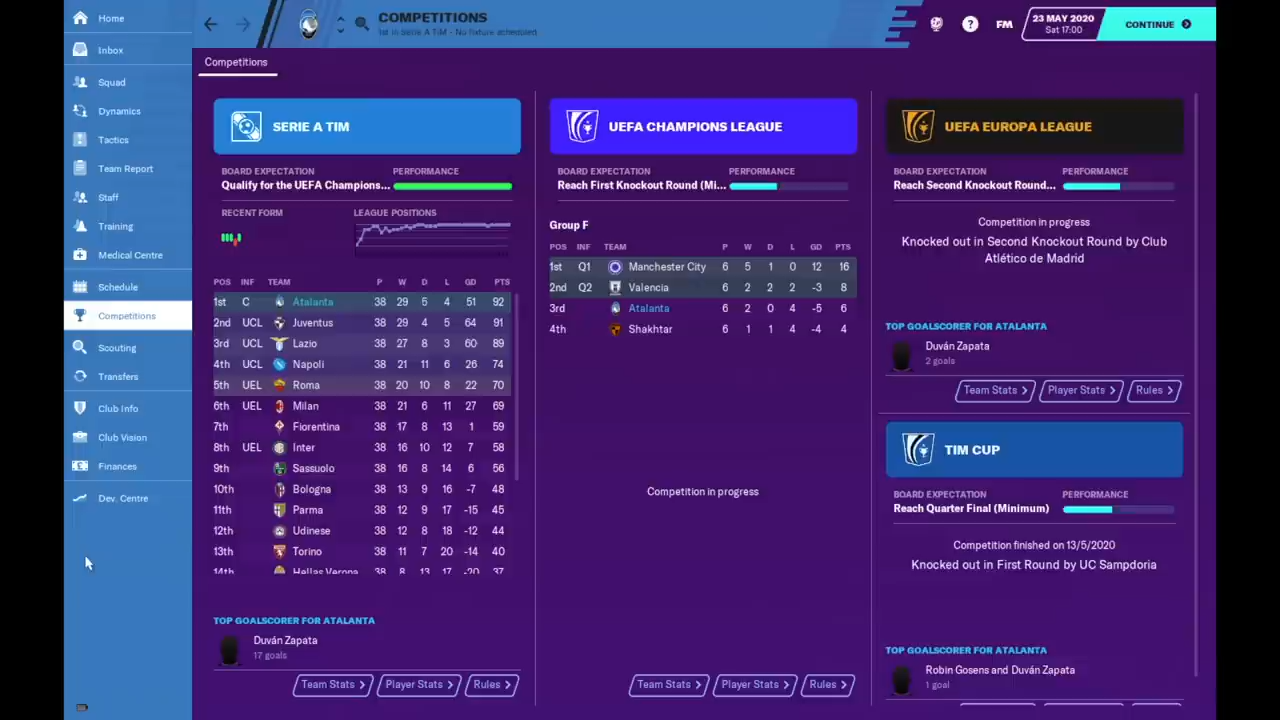 Home
Inbox
Squad
Dynamics
Tactics
Team Report
Staff
Training
Medical Centre
Schedule
Competitions
Scouting
Transfers
Club Info
Club Vision
Finances
Dev. Centre
COMPETITIONS
1st in Serie A TIM - No fixture scheduled
?
FM
23 MAY 2020
Sat 17:00
CONTINUE
Competitions
SERIE A TIM
BOARD EXPECTATION PERFORMANCE
Qualify for the UEFA Champions...
RECENT FORM LEAGUE POSITIONS
POS INF TEAM P W D L GD PTS
1st C Atalanta 38 29 5 4 51 92
2nd UCL Juventus 38 29 4 5 64 91
3rd UCL Lazio 38 27 8 3 60 89
4th UCL Napoli 38 21 11 6 26 74
5th UEL Roma 38 20 10 8 22 70
6th UEL Milan 38 21 6 11 27 69
7th Fiorentina 38 17 8 13 1 59
8th UEL Inter 38 16 10 12 7 58
9th Sassuolo 38 16 8 14 6 56
10th Bologna 38 13 9 16 -7 48
11th Parma 38 12 9 17 -15 45
12th Udinese 38 12 8 18 -12 44
13th Torino 38 11 7 20 -14 40
14th Hellas Verona 38 8 13 17 -20 37
TOP GOALSCORER FOR ATALANTA
Duván Zapata
17 goals
Team Stats Player Stats Rules
UEFA CHAMPIONS LEAGUE
BOARD EXPECTATION PERFORMANCE
Reach First Knockout Round (Mi...
Group F
POS INF TEAM P W D L GD PTS
1st Q1 Manchester City 6 5 1 0 12 16
2nd Q2 Valencia 6 2 2 2 -3 8
3rd Atalanta 6 2 0 4 -5 6
4th Shakhtar 6 1 1 4 -4 4
Competition in progress
Team Stats Player Stats Rules
UEFA EUROPA LEAGUE
BOARD EXPECTATION PERFORMANCE
Reach Second Knockout Round...
Competition in progress
Knocked out in Second Knockout Round by Club
Atlético de Madrid
TOP GOALSCORER FOR ATALANTA
Duván Zapata
2 goals
Team Stats Player Stats Rules
TIM CUP
BOARD EXPECTATION PERFORMANCE
Reach Quarter Final (Minimum)
Competition finished on 13/5/2020
Knocked out in First Round by UC Sampdoria
TOP GOALSCORER FOR ATALANTA
Robin Gosens and Duván Zapata
1 goal